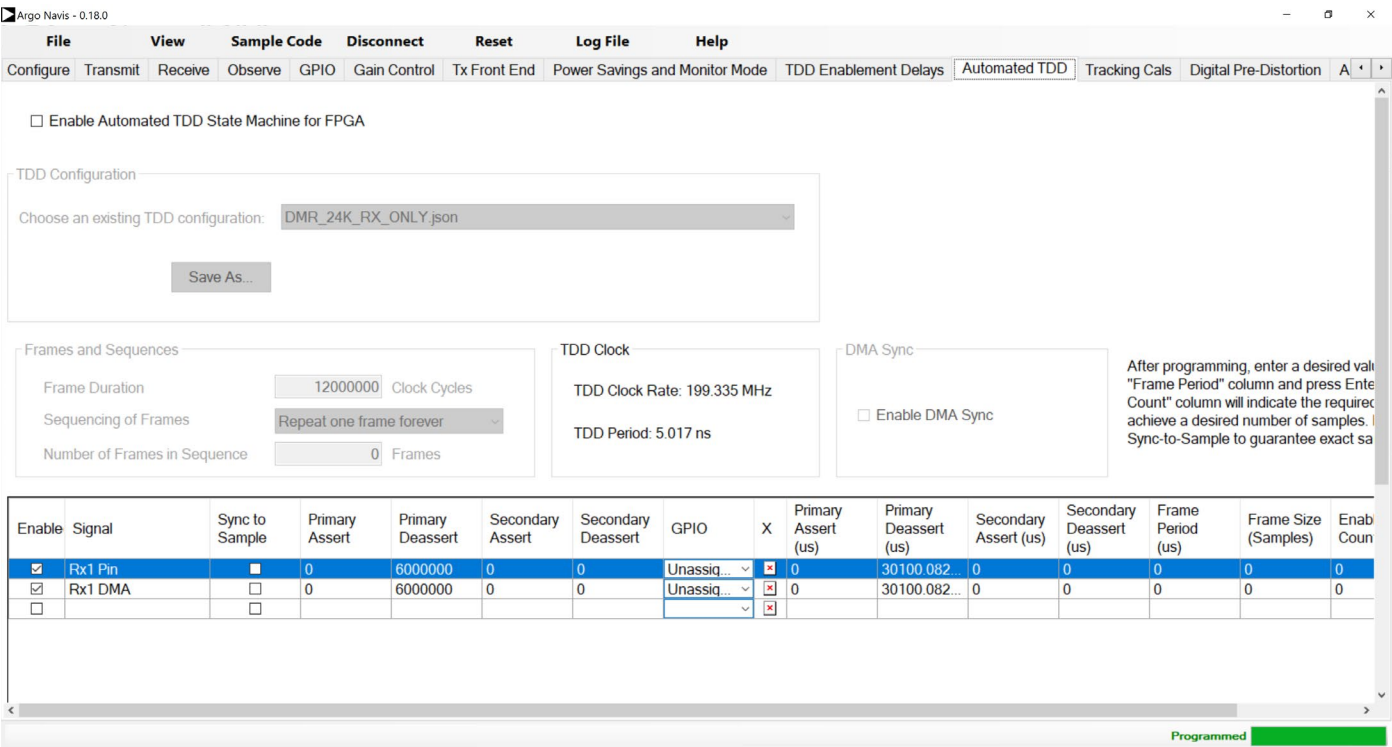 Argo Navis - 0.18.0
File View Sample Code Disconnect Reset Log File Help
Configure Transmit Receive Observe GPIO Gain Control Tx Front End Power Savings and Monitor Mode TDD Enablement Delays Automated TDD Tracking Cals Digital Pre-Distortion A
Enable Automated TDD State Machine for FPGA
TDD Configuration
Choose an existing TDD configuration: DMR_24K_RX_ONLY.json
Save As...
Frames and Sequences
Frame Duration 12000000 Clock Cycles
Sequencing of Frames Repeat one frame forever
Number of Frames in Sequence 0 Frames
TDD Clock
TDD Clock Rate: 199.335 MHz
TDD Period: 5.017 ns
DMA Sync
Enable DMA Sync
After programming, enter a desired valu
"Frame Period" column and press Ente
Count" column will indicate the required
achieve a desired number of samples.
Sync-to-Sample to guarantee exact sa
Enable Signal Sync to Sample Primary Assert Primary Deassert Secondary Assert Secondary Deassert GPIO X Primary Assert (us) Primary Deassert (us) Secondary Assert (us) Secondary Deassert (us) Frame Period (us) Frame Size (Samples) Enabl Count
Rx1 Pin 0 6000000 0 0 Unassig... 0 30100.082... 0 0 0 0 0
Rx1 DMA 0 6000000 0 0 Unassig... 0 30100.082... 0 0 0 0 0
Programmed